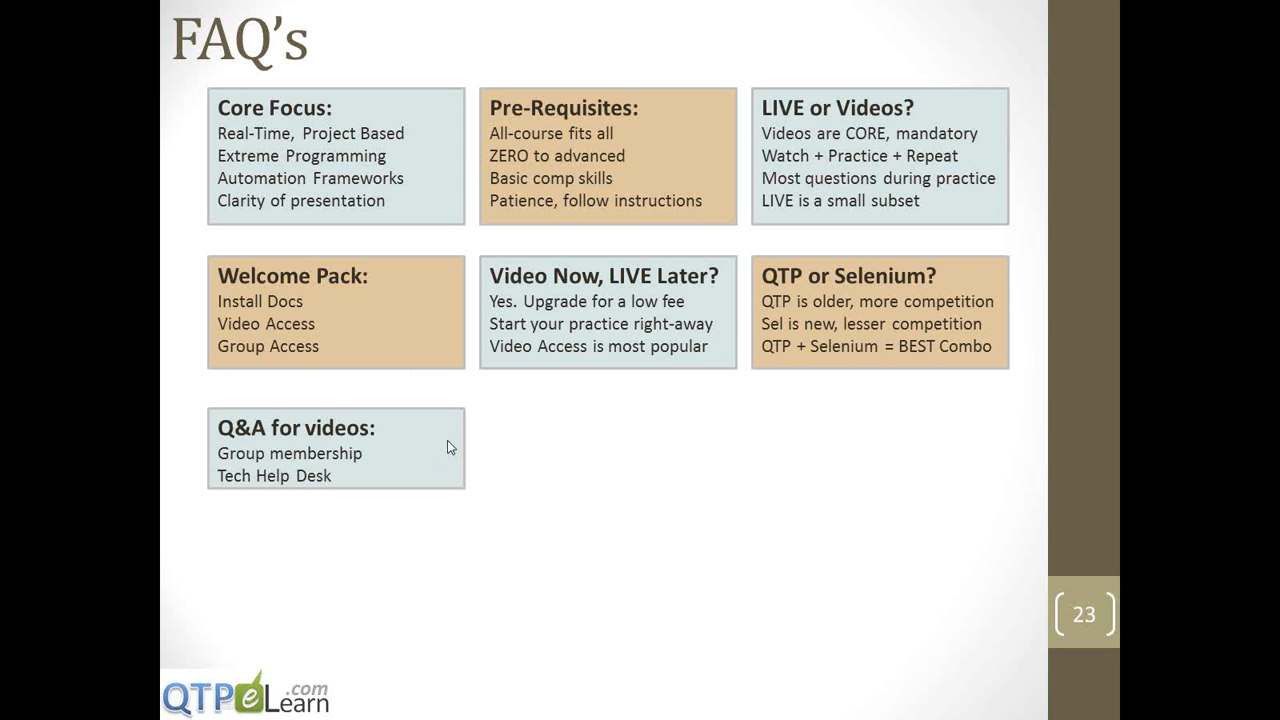 FAQ's
Core Focus:
Real-Time, Project Based
Extreme Programming
Automation Frameworks
Clarity of presentation
Pre-Requisites:
All-course fits all
ZERO to advanced
Basic comp skills
Patience, follow instructions
LIVE or Videos?
Videos are CORE, mandatory
Watch + Practice + Repeat
Most questions during practice
LIVE is a small subset
Welcome Pack:
Install Docs
Video Access
Group Access
Video Now, LIVE Later?
Yes. Upgrade for a low fee
Start your practice right-away
Video Access is most popular
QTP or Selenium?
QTP is older, more competition
Sel is new, lesser competition
QTP + Selenium = BEST Combo
Q&A for videos:
Group membership
Tech Help Desk
23
QTPeLearn.com